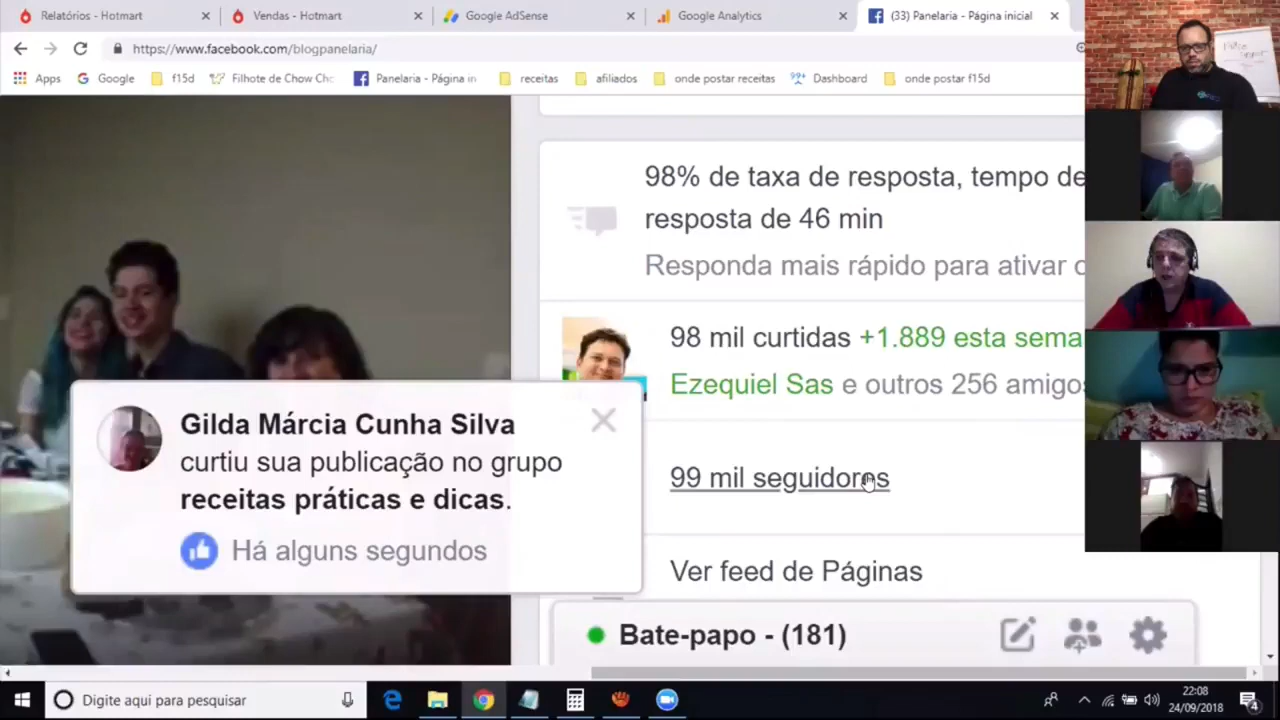 Relatórios - Hotmart
Vendas - Hotmart
Google AdSense
Google Analytics
(33) Panelaria - Página inicial
https://www.facebook.com/blogpanelaria/
Apps
Google
f15d
Filhote de Chow Cho
Panelaria - Página in
receitas
afiliados
onde postar receitas
Dashboard
onde postar f15d
98% de taxa de resposta, tempo de
resposta de 46 min
Responda mais rápido para ativar o
98 mil curtidas +1.889 esta sema
Ezequiel Sas e outros 256 amigos
99 mil seguidores
Ver feed de Páginas
Gilda Márcia Cunha Silva
curtiu sua publicação no grupo
receitas práticas e dicas.
Há alguns segundos
Bate-papo - (181)
Digite aqui para pesquisar
22:08
24/09/2018
4